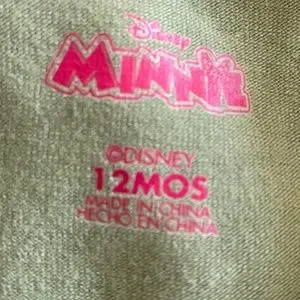 Disney
MINNIE
©DISNEY
12MOS
MADE IN CHINA
HECHO EN CHINA